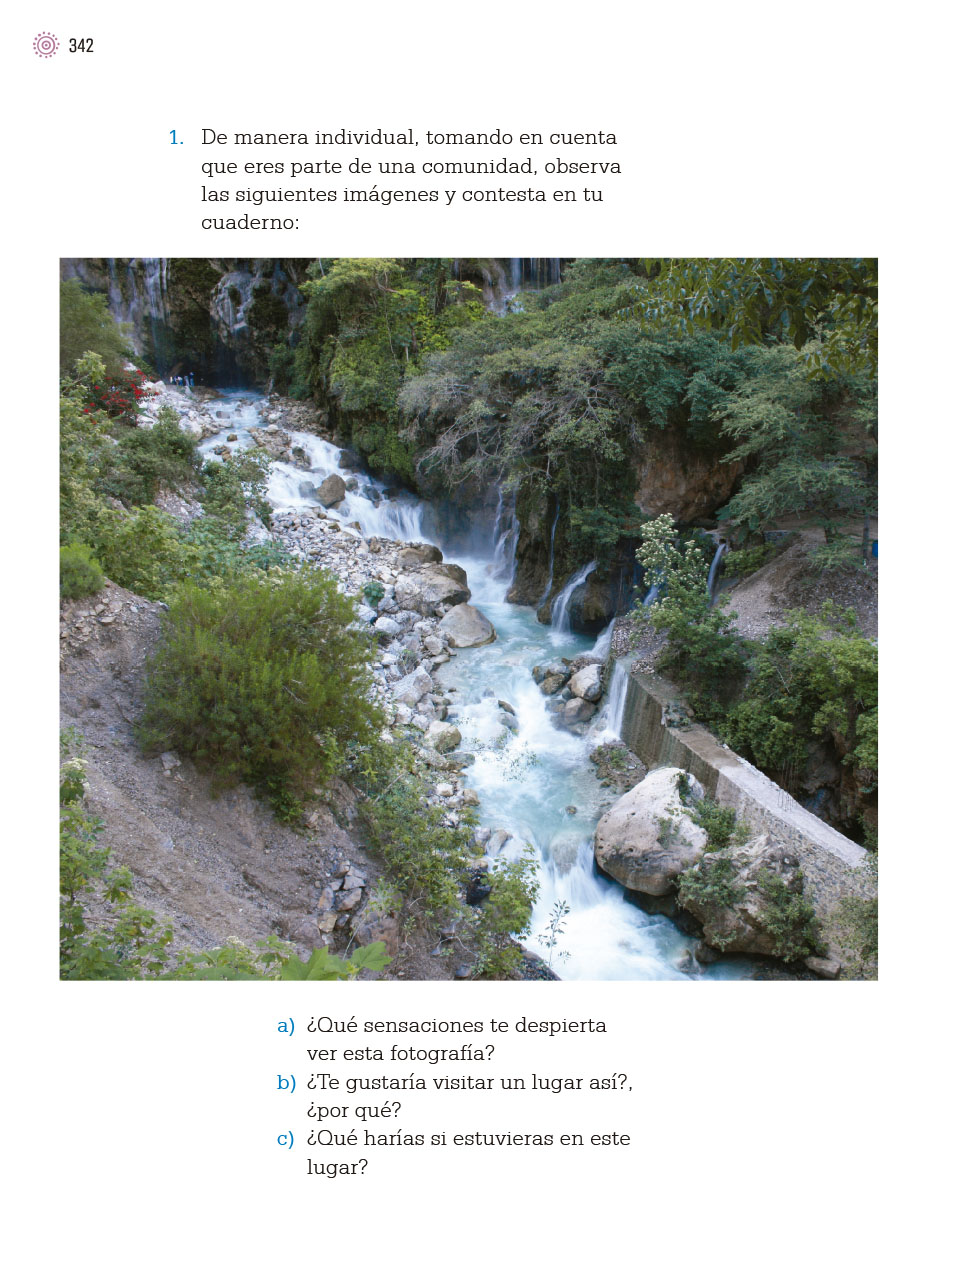 342
1. De manera individual, tomando en cuenta
que eres parte de una comunidad, observa
las siguientes imágenes y contesta en tu
cuaderno:
a) ¿Qué sensaciones te despierta
ver esta fotografía?
b) ¿Te gustaría visitar un lugar así?,
¿por qué?
c) ¿Qué harías si estuvieras en este
lugar?